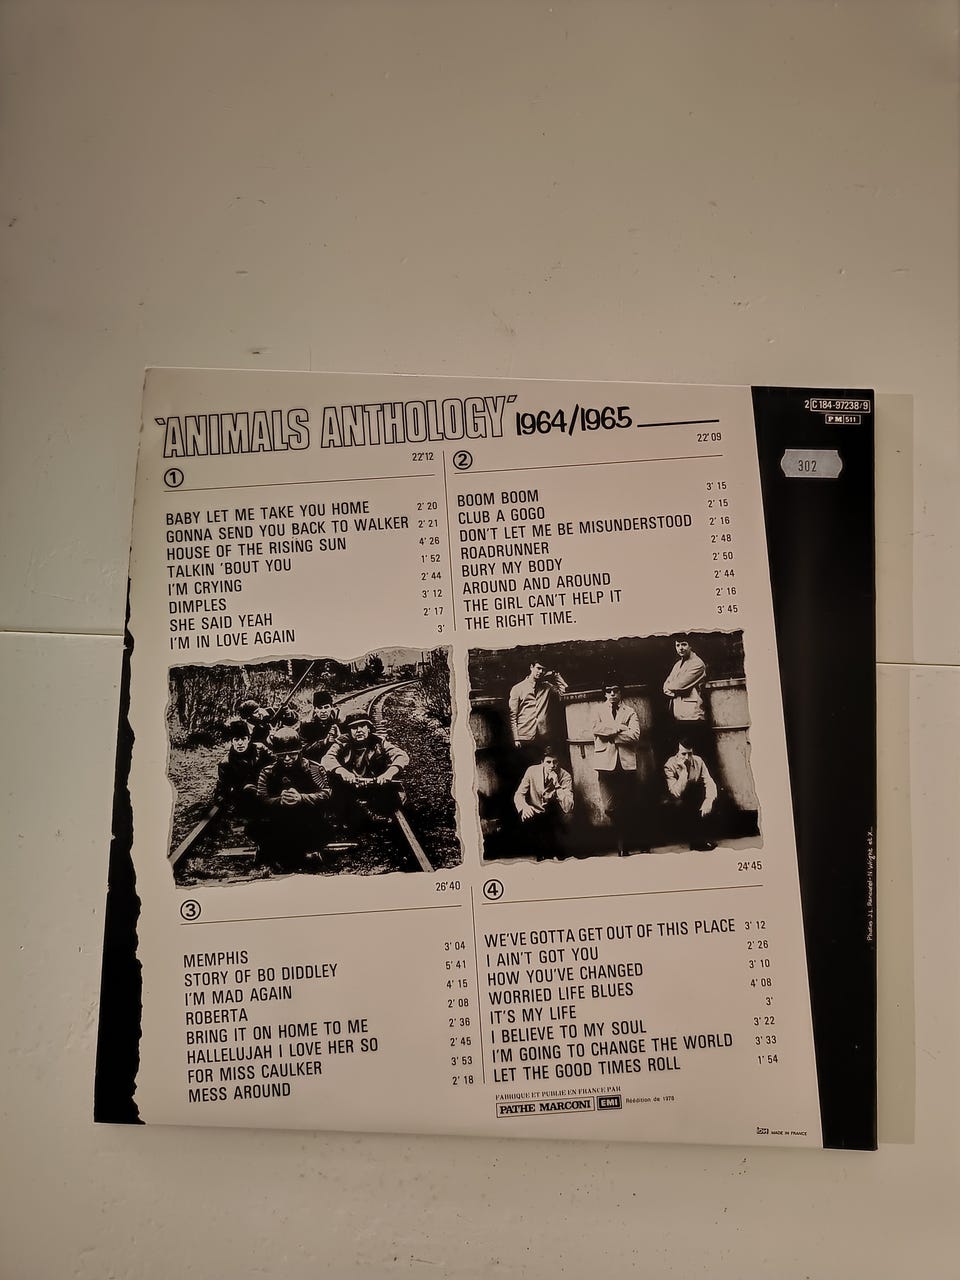 'ANIMALS ANTHOLOGY' 1964/1965
2 C 184-97238/9
PM 511
302
1 22'12
BABY LET ME TAKE YOU HOME 2' 20
GONNA SEND YOU BACK TO WALKER 2' 21
HOUSE OF THE RISING SUN 4' 26
TALKIN 'BOUT YOU 1' 52
I'M CRYING 2' 44
DIMPLES 3' 12
SHE SAID YEAH 2' 17
I'M IN LOVE AGAIN 3'
2 22'09
BOOM BOOM 3' 15
CLUB A GOGO 2' 15
DON'T LET ME BE MISUNDERSTOOD 2' 16
ROADRUNNER 2' 48
BURY MY BODY 2' 50
AROUND AND AROUND 2' 44
THE GIRL CAN'T HELP IT 2' 16
THE RIGHT TIME. 3' 45
3 26'40
MEMPHIS 3' 04
STORY OF BO DIDDLEY 5' 41
I'M MAD AGAIN 4' 15
ROBERTA 2' 08
BRING IT ON HOME TO ME 2' 36
HALLELUJAH I LOVE HER SO 2' 45
FOR MISS CAULKER 3' 53
MESS AROUND 2' 18
4 24'45
WE'VE GOTTA GET OUT OF THIS PLACE 3' 12
I AIN'T GOT YOU 2' 26
HOW YOU'VE CHANGED 3' 10
WORRIED LIFE BLUES 4' 08
IT'S MY LIFE 3'
I BELIEVE TO MY SOUL 3' 22
I'M GOING TO CHANGE THE WORLD 3' 33
LET THE GOOD TIMES ROLL 1' 54
FABRIQUE ET PUBLIE EN FRANCE PAR
PATHE MARCONI EMI Réédition de 1978
MADE IN FRANCE
Photos J.L. Rancurel - N. Wright et X...